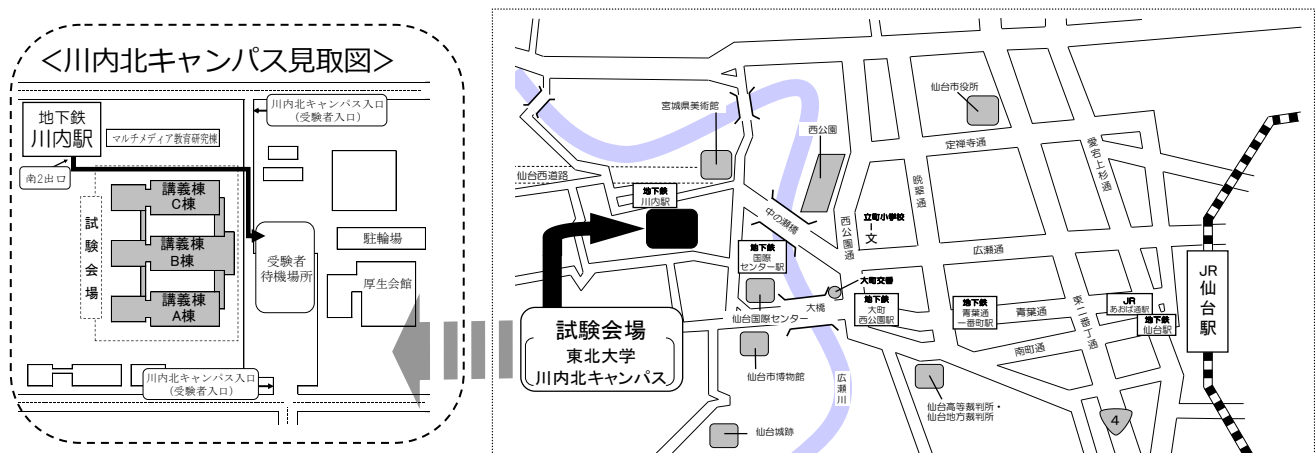 ＜川内北キャンパス見取図＞
地下鉄
川内駅
川内北キャンパス入口
(受験者入口)
マルチメディア教育研究棟
南2出口
講義棟
C棟
講義棟
B棟
講義棟
A棟
試験会場
受験者
待機場所
駐輪場
厚生会館
川内北キャンパス入口
(受験者入口)
仙台市役所
宮城県美術館
西公園
定禅寺通
愛宕上杉通
仙台西道路
地下鉄
川内駅
晩翠通
中の瀬橋
西公園通
立町小学校
文
広瀬通
地下鉄
国際
センター駅
大町交番
JR仙台駅
仙台国際センター
大橋
地下鉄
大町
西公園駅
地下鉄
青葉通
一番町駅
青葉通
東二番丁通
JR
あおば通駅
地下鉄
仙台駅
試験会場
東北大学
川内北キャンパス
南町通
仙台市博物館
広瀬川
仙台高等裁判所・
仙台地方裁判所
4
仙台城跡